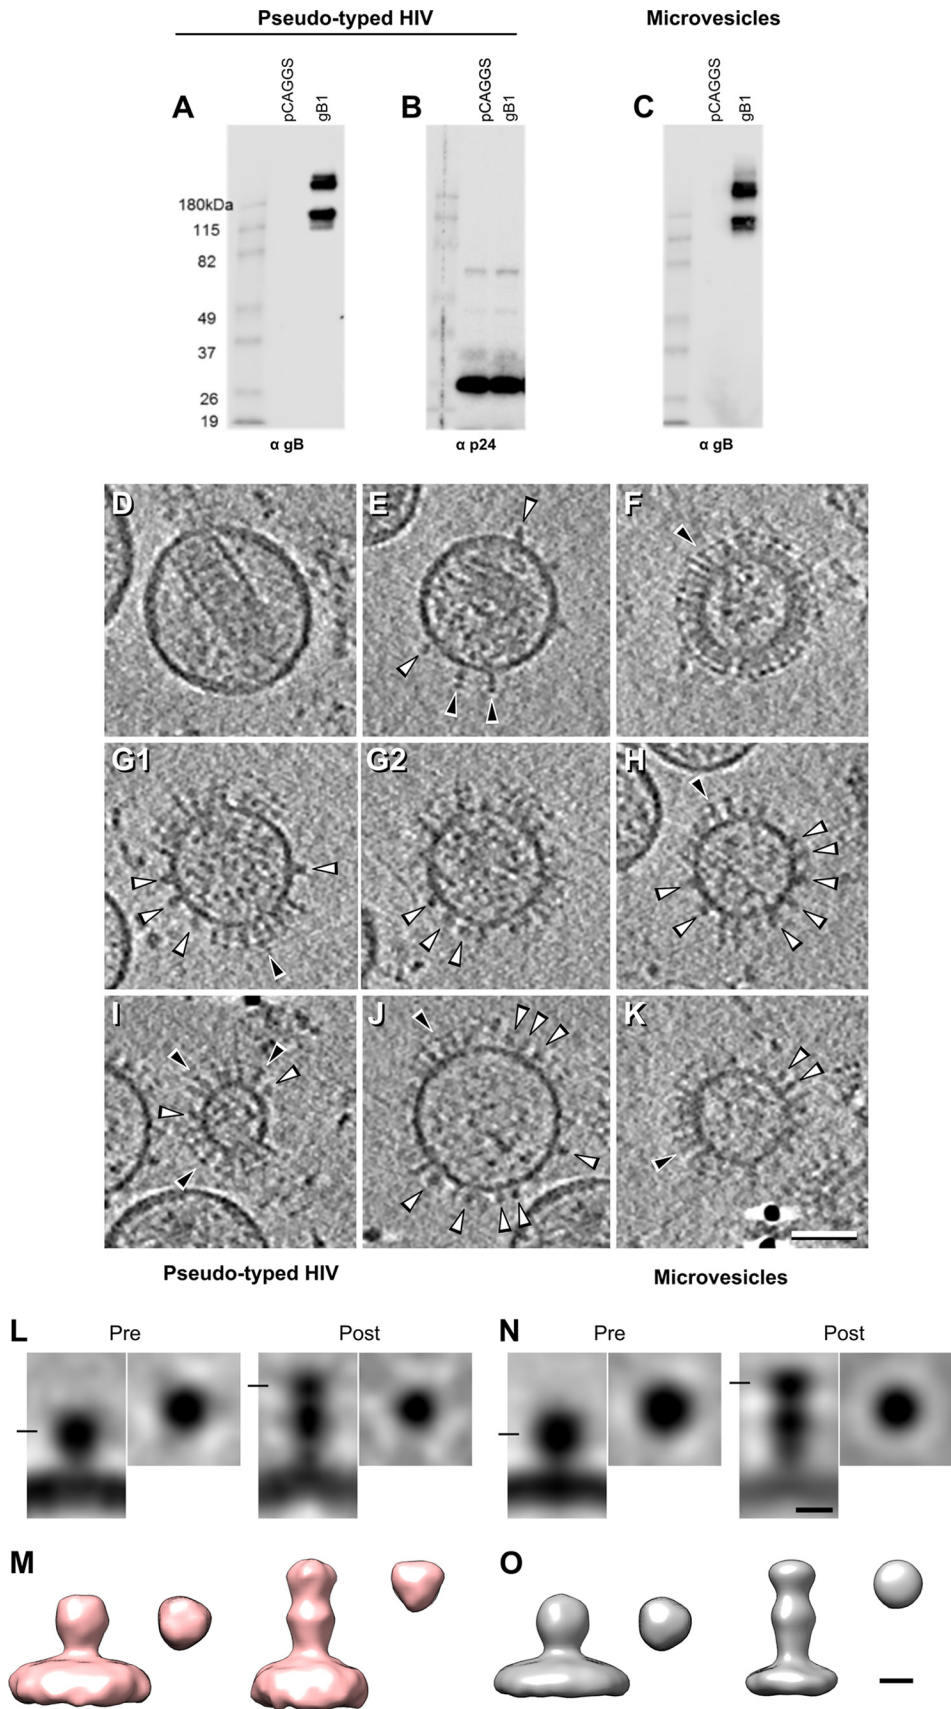 Pseudo-typed HIV
Microvesicles
A
pCAGGS
gB1
B
pCAGGS
gB1
C
pCAGGS
gB1
180kDa
115
82
49
37
26
19
α gB
α p24
α gB
D
E
F
G1
G2
H
I
J
K
Pseudo-typed HIV
Microvesicles
L
Pre
Post
N
Pre
Post
M
O